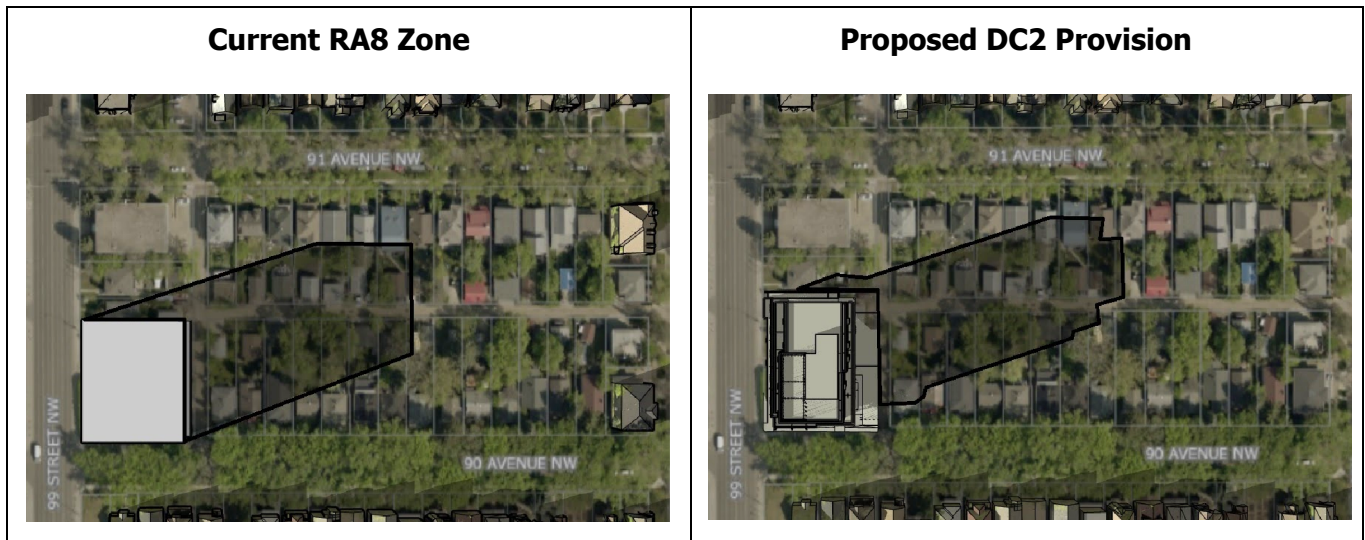 Current RA8 Zone
Proposed DC2 Provision
91 AVENUE NW
91 AVENUE NW
99 STREET NW
90 AVENUE NW
99 STREET NW
90 AVENUE NW